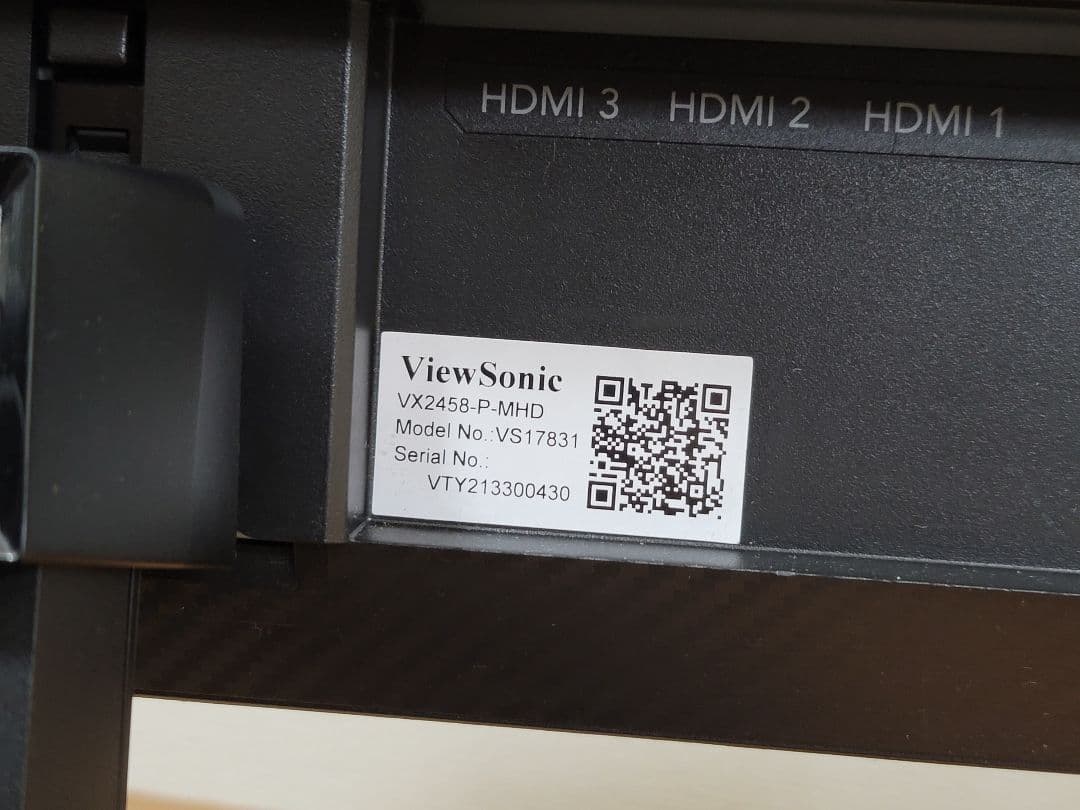 HDMI 3 HDMI 2 HDMI 1
ViewSonic
VX2458-P-MHD
Model No.:VS17831
Serial No.:
VTY213300430